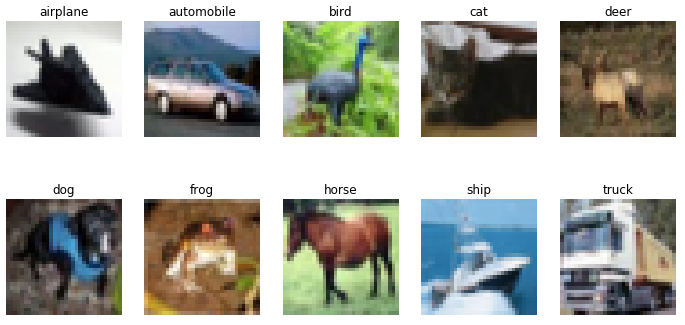 airplane automobile bird cat deer
dog frog horse ship truck